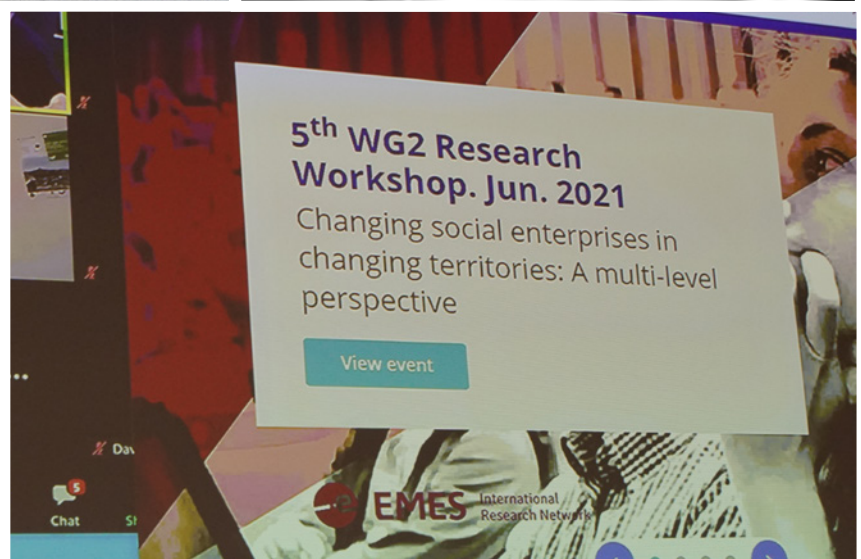 5th WG2 Research
Workshop. Jun. 2021
Changing social enterprises in
changing territories: A multi-level
perspective
View event
Dav
5
Chat
EMES International
Research Network